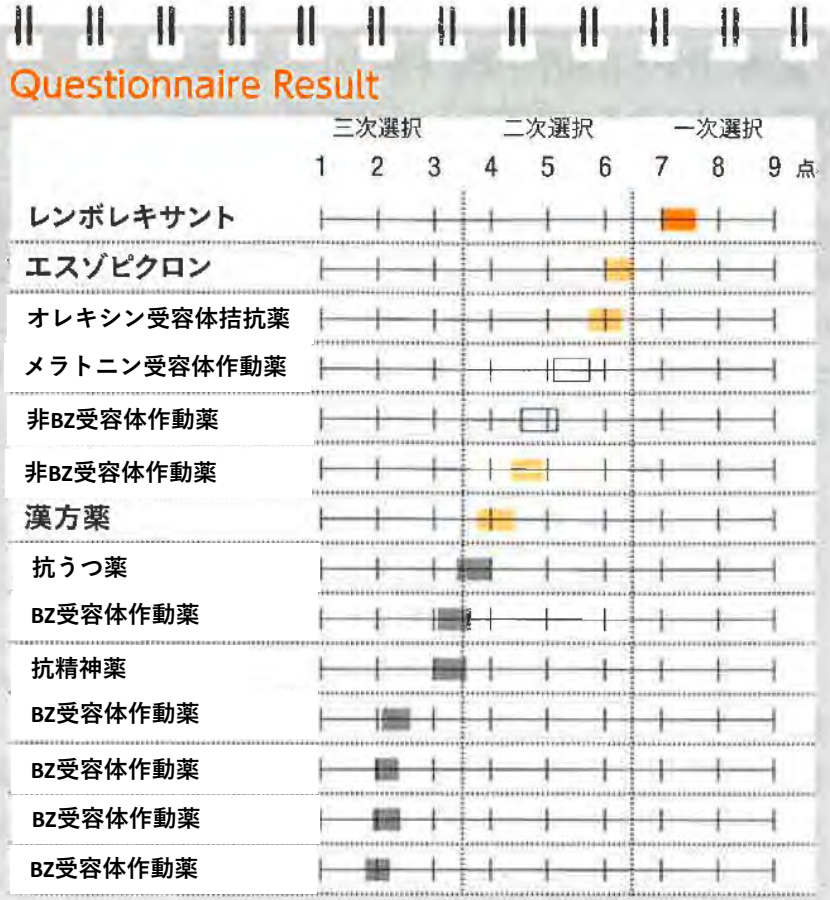 Questionnaire Result
三次選択 二次選択 一次選択
1 2 3 4 5 6 7 8 9 点
レンボレキサント
エスゾピクロン
オレキシン受容体拮抗薬
メラトニン受容体作動薬
非BZ受容体作動薬
非BZ受容体作動薬
漢方薬
抗うつ薬
BZ受容体作動薬
抗精神薬
BZ受容体作動薬
BZ受容体作動薬
BZ受容体作動薬
BZ受容体作動薬